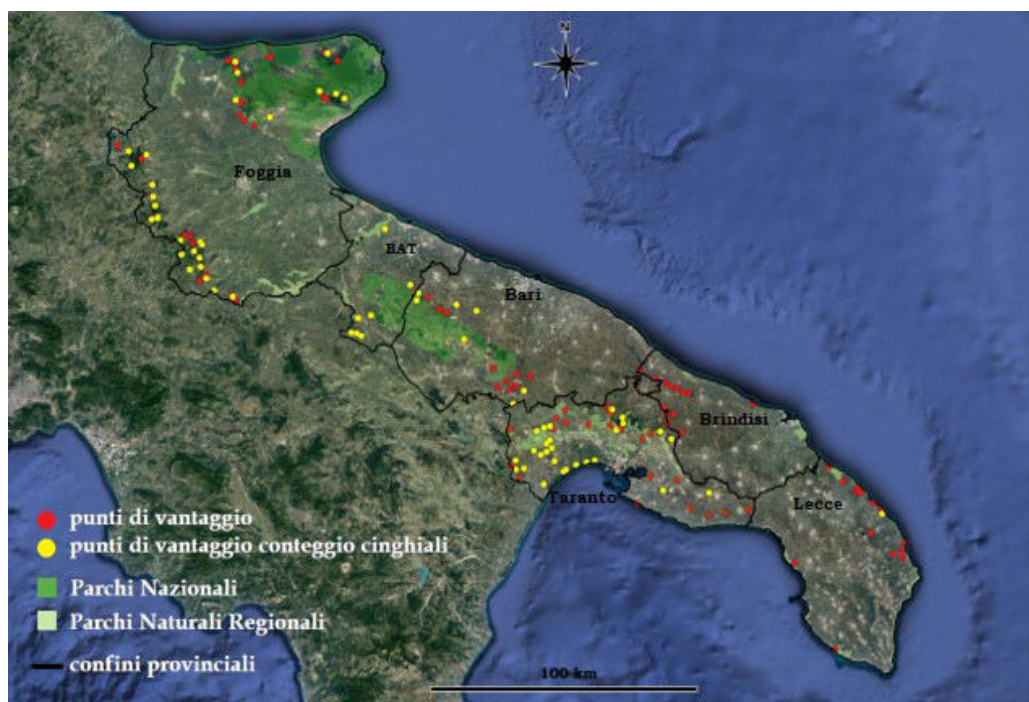 N
Foggia
BAT
Bari
Brindisi
Taranto
Lecce
punti di vantaggio
punti di vantaggio conteggio cinghiali
Parchi Nazionali
Parchi Naturali Regionali
confini provinciali
100 km